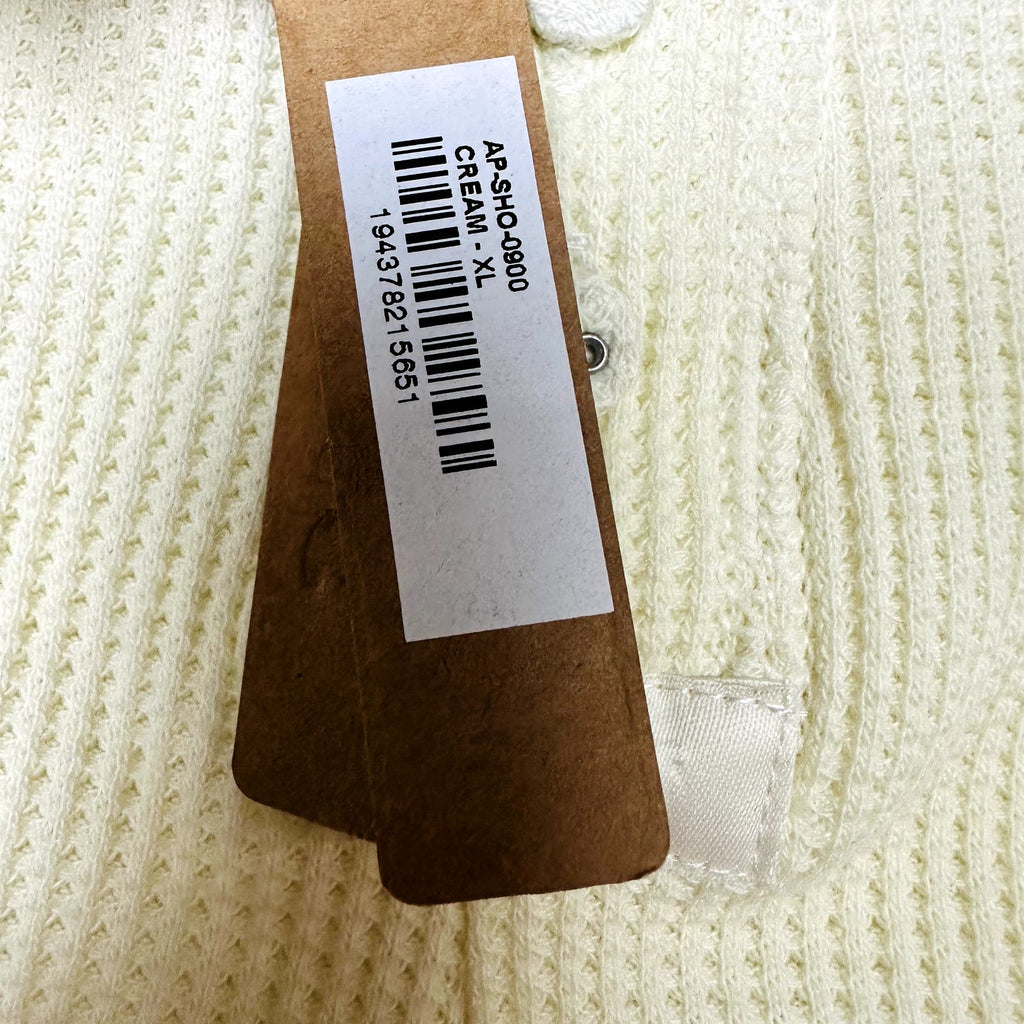 AP-SHO-0900
CREAM - XL
194378215651